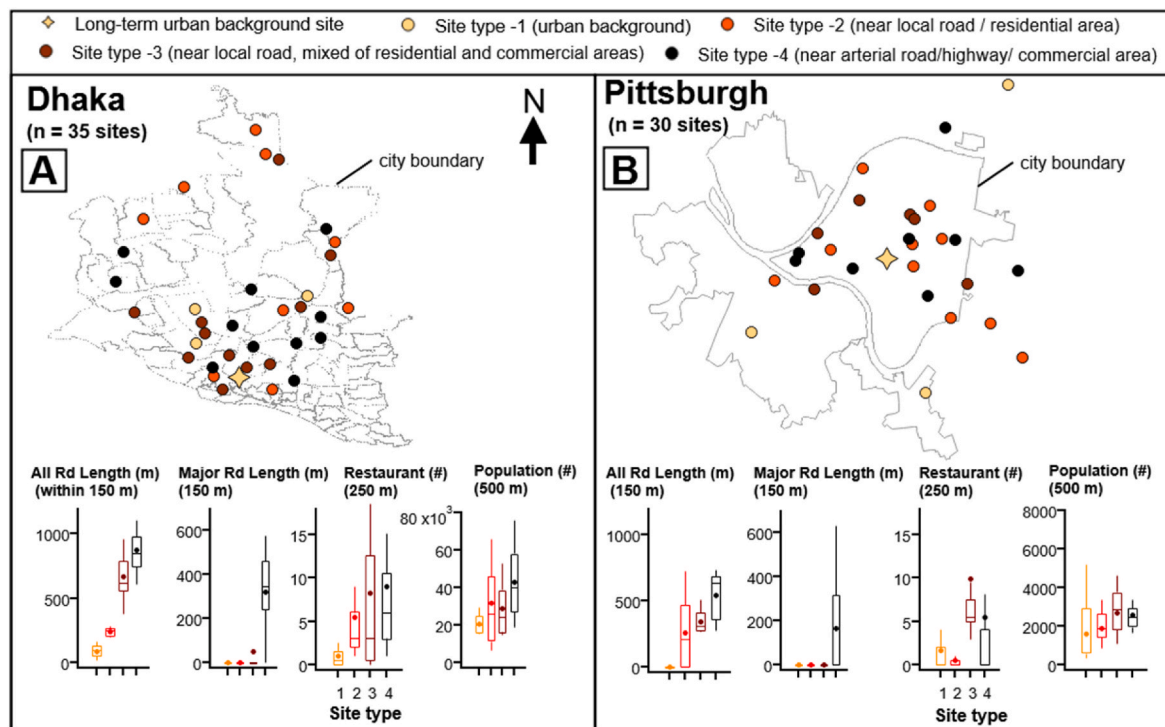 Long-term urban background site
Site type -1 (urban background)
Site type -2 (near local road / residential area)
Site type -3 (near local road, mixed of residential and commercial areas)
Site type -4 (near arterial road/highway/ commercial area)
Dhaka
(n = 35 sites)
A
N
city boundary
All Rd Length (m)
(within 150 m)
Major Rd Length (m)
(150 m)
Restaurant (#)
(250 m)
Population (#)
(500 m)
1000
500
0
600
400
200
0
15
10
5
0
80 x10³
60
40
20
0
1 2 3 4
Site type
Pittsburgh
(n = 30 sites)
B
city boundary
All Rd Length (m)
(150 m)
Major Rd Length (m)
(150 m)
Restaurant (#)
(250 m)
Population (#)
(500 m)
1000
500
0
600
400
200
0
15
10
5
0
8000
6000
4000
2000
0
1 2 3 4
Site type